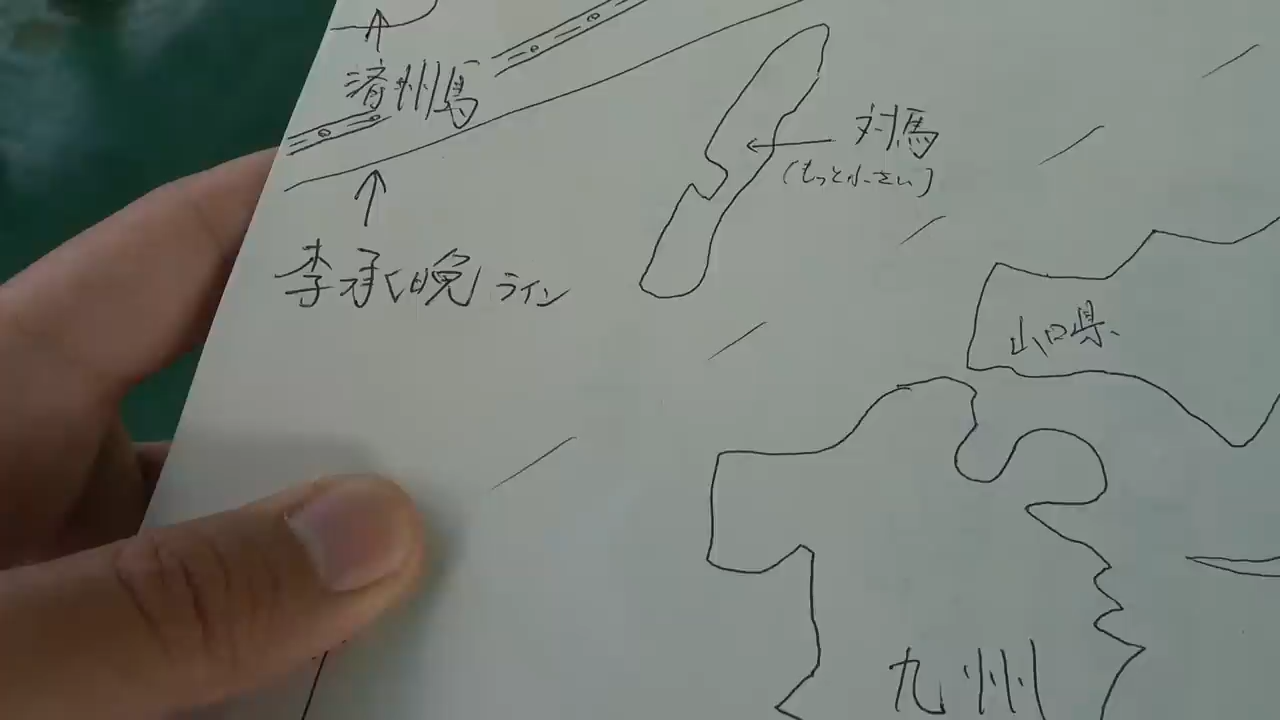 済州馬
対馬
(もっと小さい)
李承晩ライン
山口県
九州